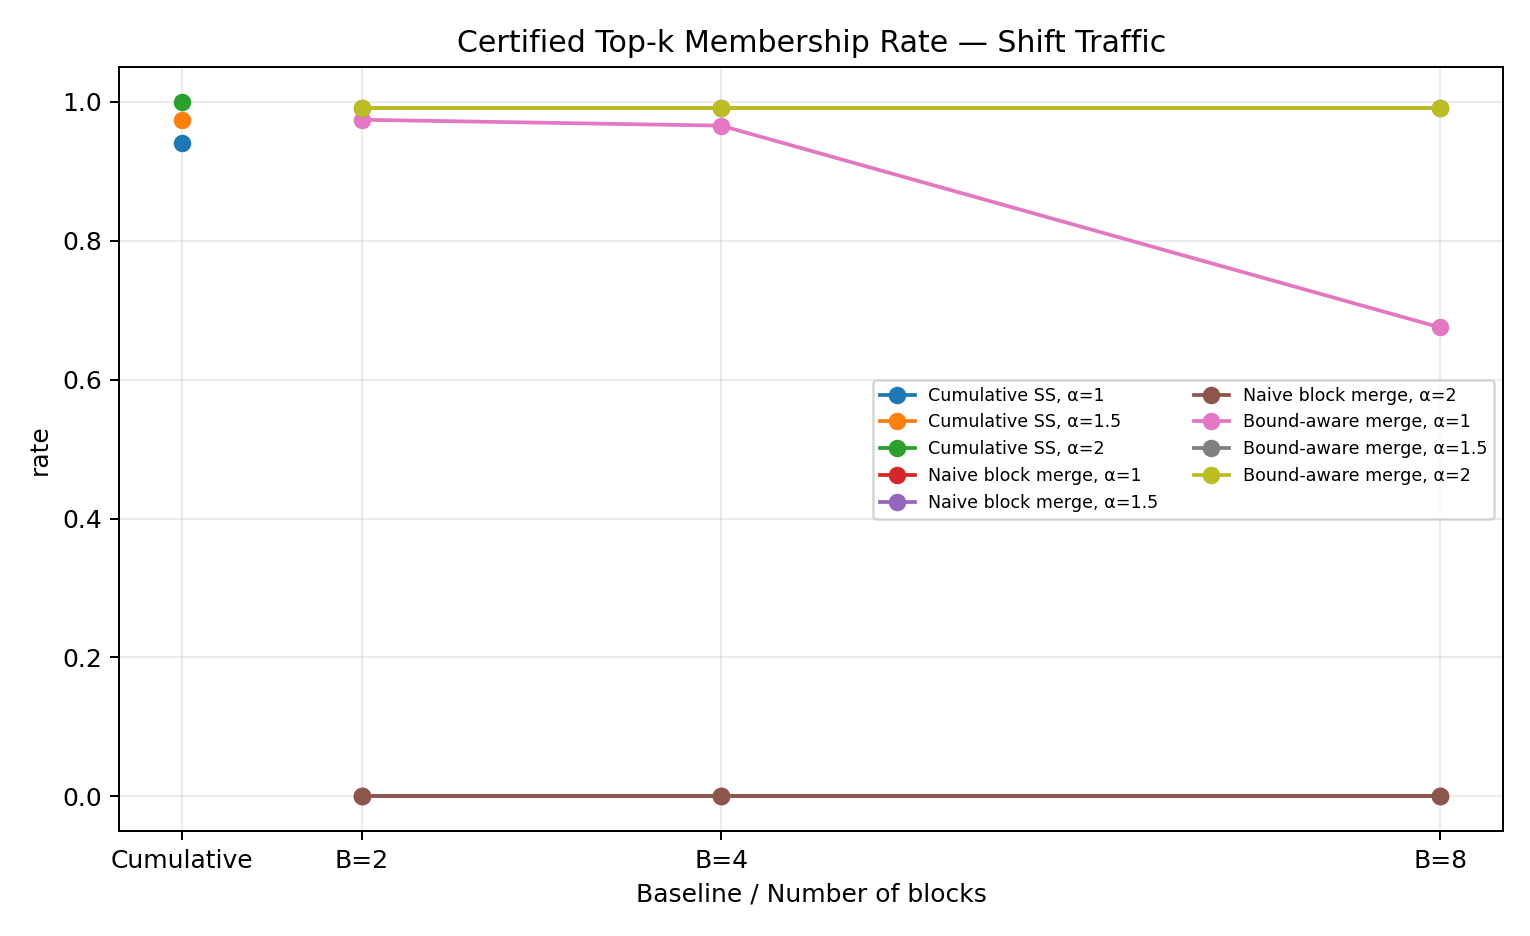 Certified Top-k Membership Rate — Shift Traffic
1.0
0.8
0.6
0.4
0.2
0.0
rate
Cumulative SS, α=1
Cumulative SS, α=1.5
Cumulative SS, α=2
Naive block merge, α=1
Naive block merge, α=1.5
Naive block merge, α=2
Bound-aware merge, α=1
Bound-aware merge, α=1.5
Bound-aware merge, α=2
Cumulative B=2 B=4 B=8
Baseline / Number of blocks